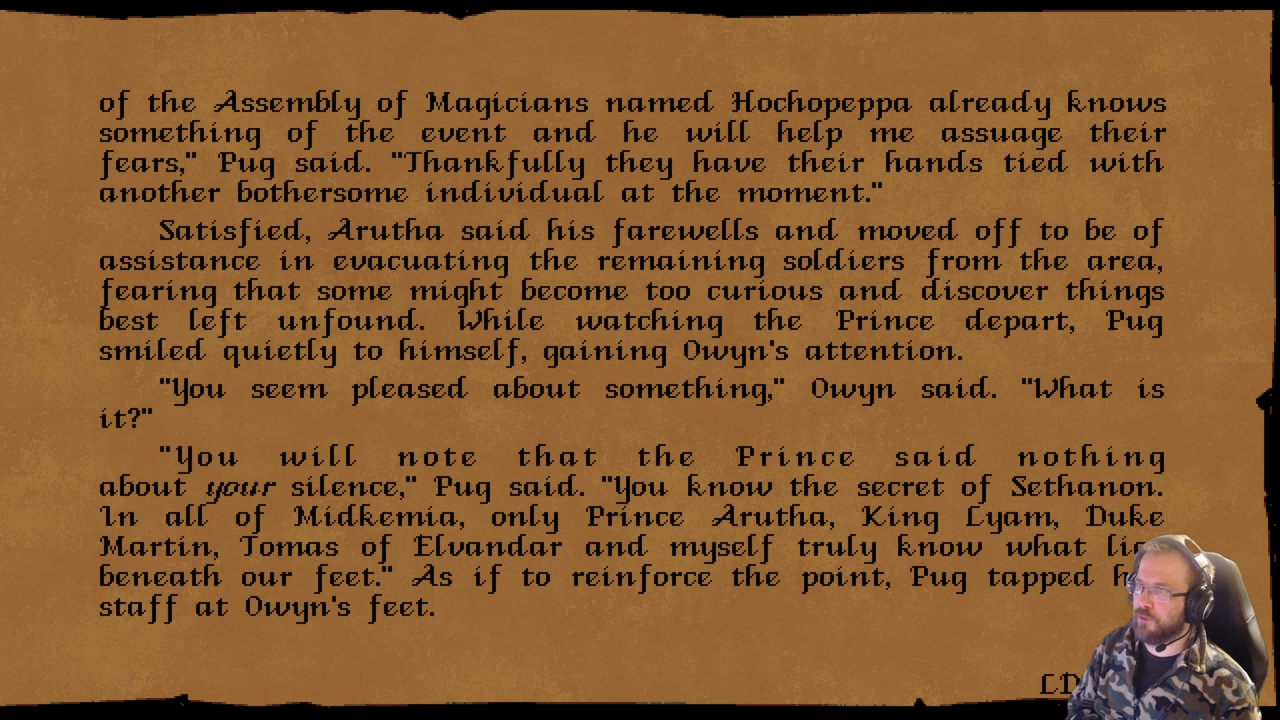 of the Assembly of Magicians named Hochopeppa already knows
something of the event and he will help me assuage their
fears," Pug said. "Thankfully they have their hands tied with
another bothersome individual at the moment."
Satisfied, Arutha said his farewells and moved off to be of
assistance in evacuating the remaining soldiers from the area,
fearing that some might become too curious and discover things
best left unfound. While watching the Prince depart, Pug
smiled quietly to himself, gaining Owyn's attention.
"You seem pleased about something," Owyn said. "What is
it?"
"You will note that the Prince said nothing
about your silence," Pug said. "You know the secret of Sethanon.
In all of Midkemia, only Prince Arutha, King Lyam, Duke
Martin, Tomas of Elvandar and myself truly know what
beneath our feet." As if to reinforce the point, Pug tapped
staff at Owyn's feet.